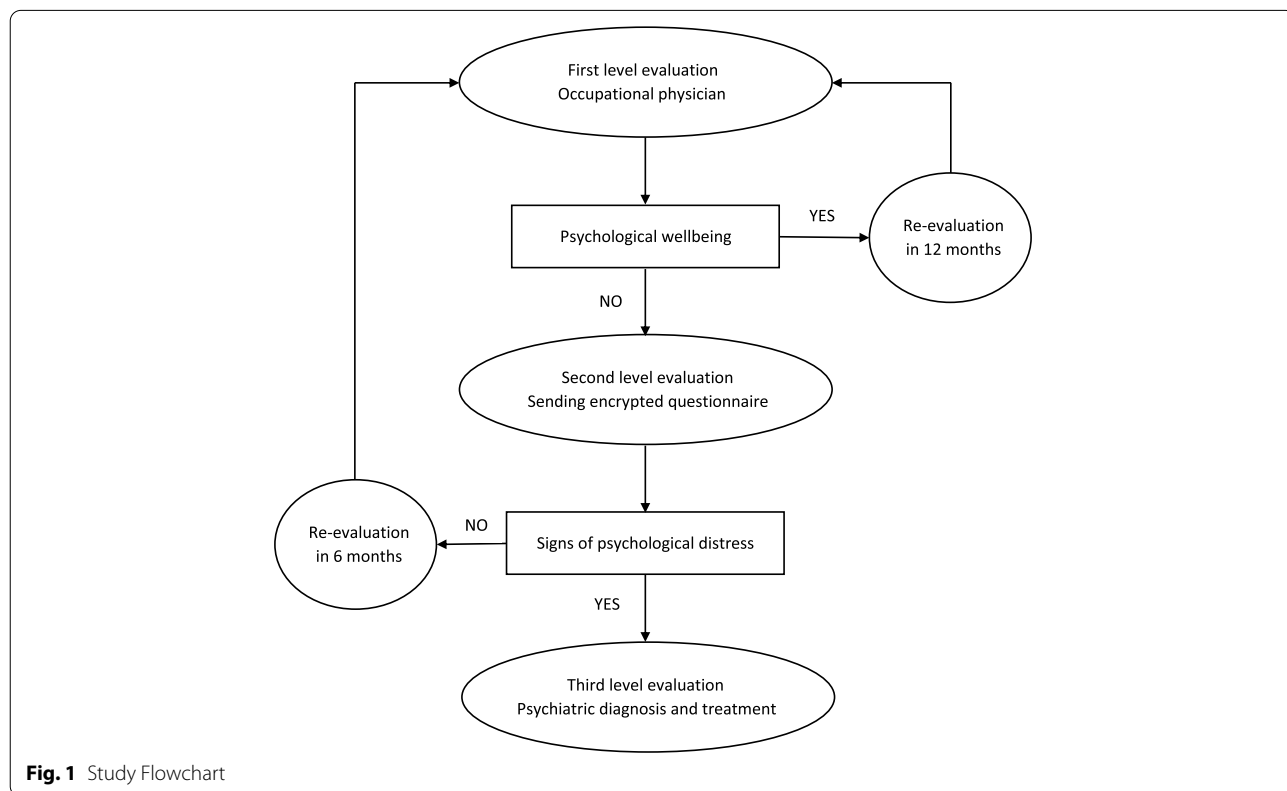 First level evaluation
Occupational physician
Psychological wellbeing
YES
Re-evaluation
in 12 months
NO
Second level evaluation
Sending encrypted questionnaire
Signs of psychological distress
NO
Re-evaluation
in 6 months
YES
Third level evaluation
Psychiatric diagnosis and treatment
Fig. 1 Study Flowchart